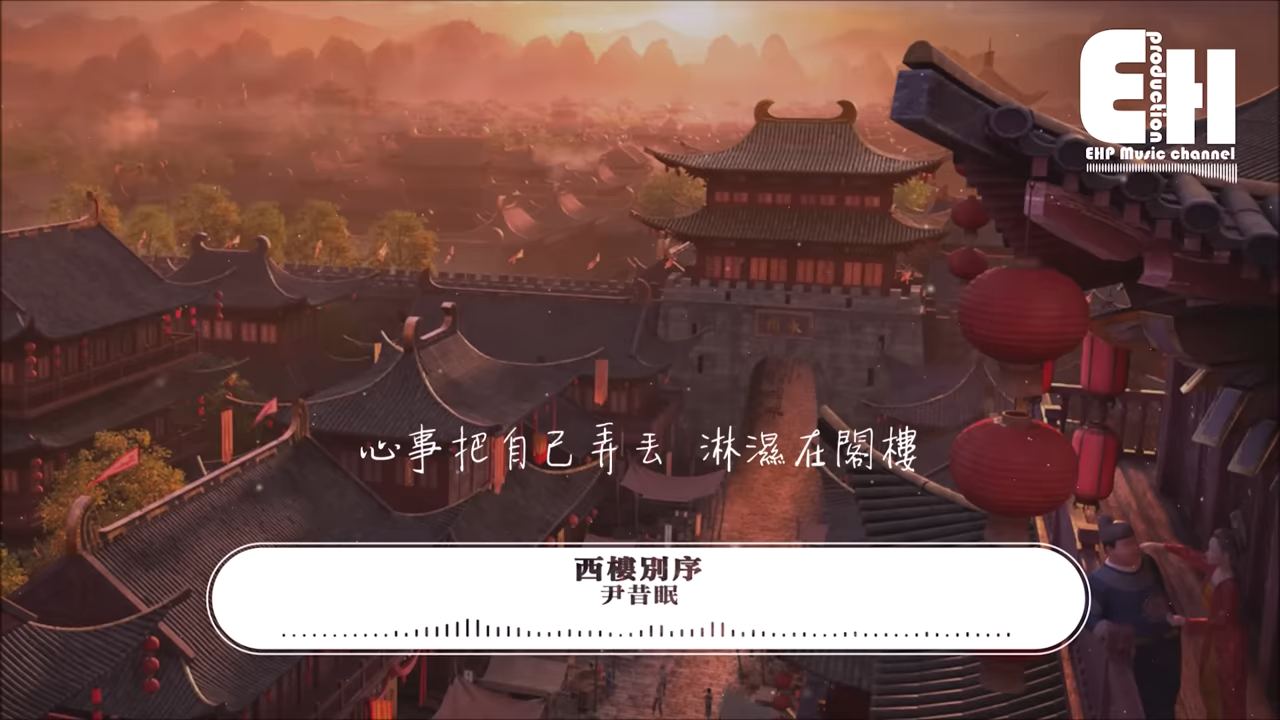 EH
production
EHP Music channel
心事把自己弄丟 淋濕在閣樓
西樓別序
尹昔眠